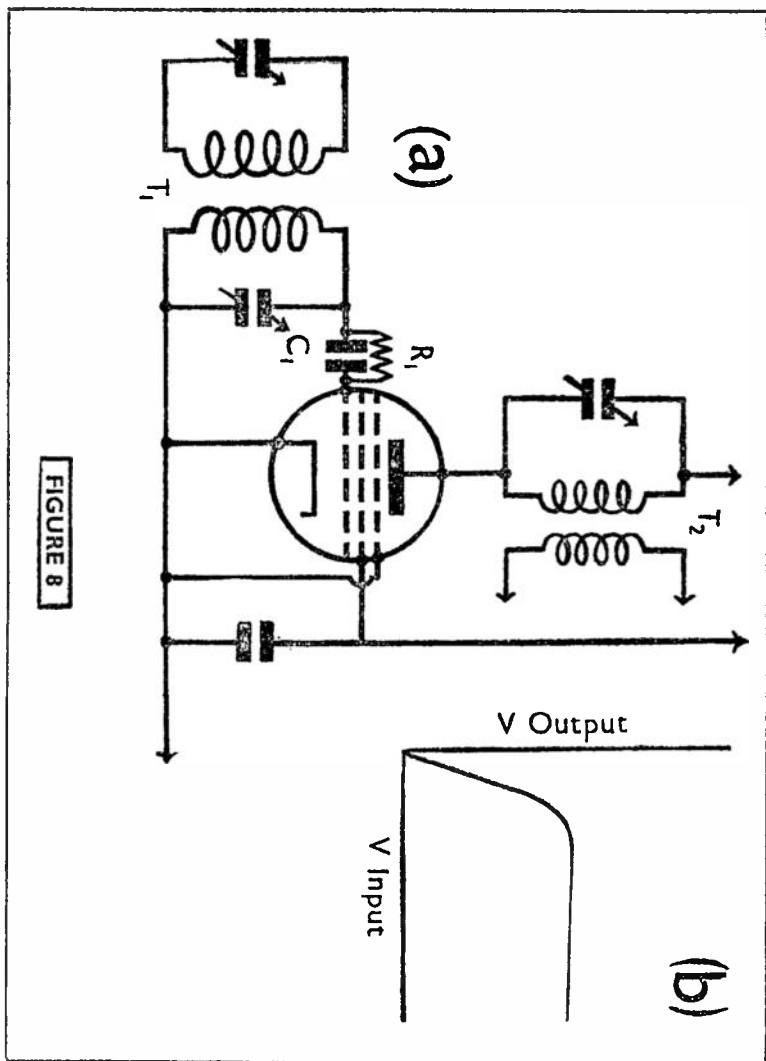 (a)
T₁
C₁
R₁
T₂
FIGURE 8
V Output
V Input
(b)